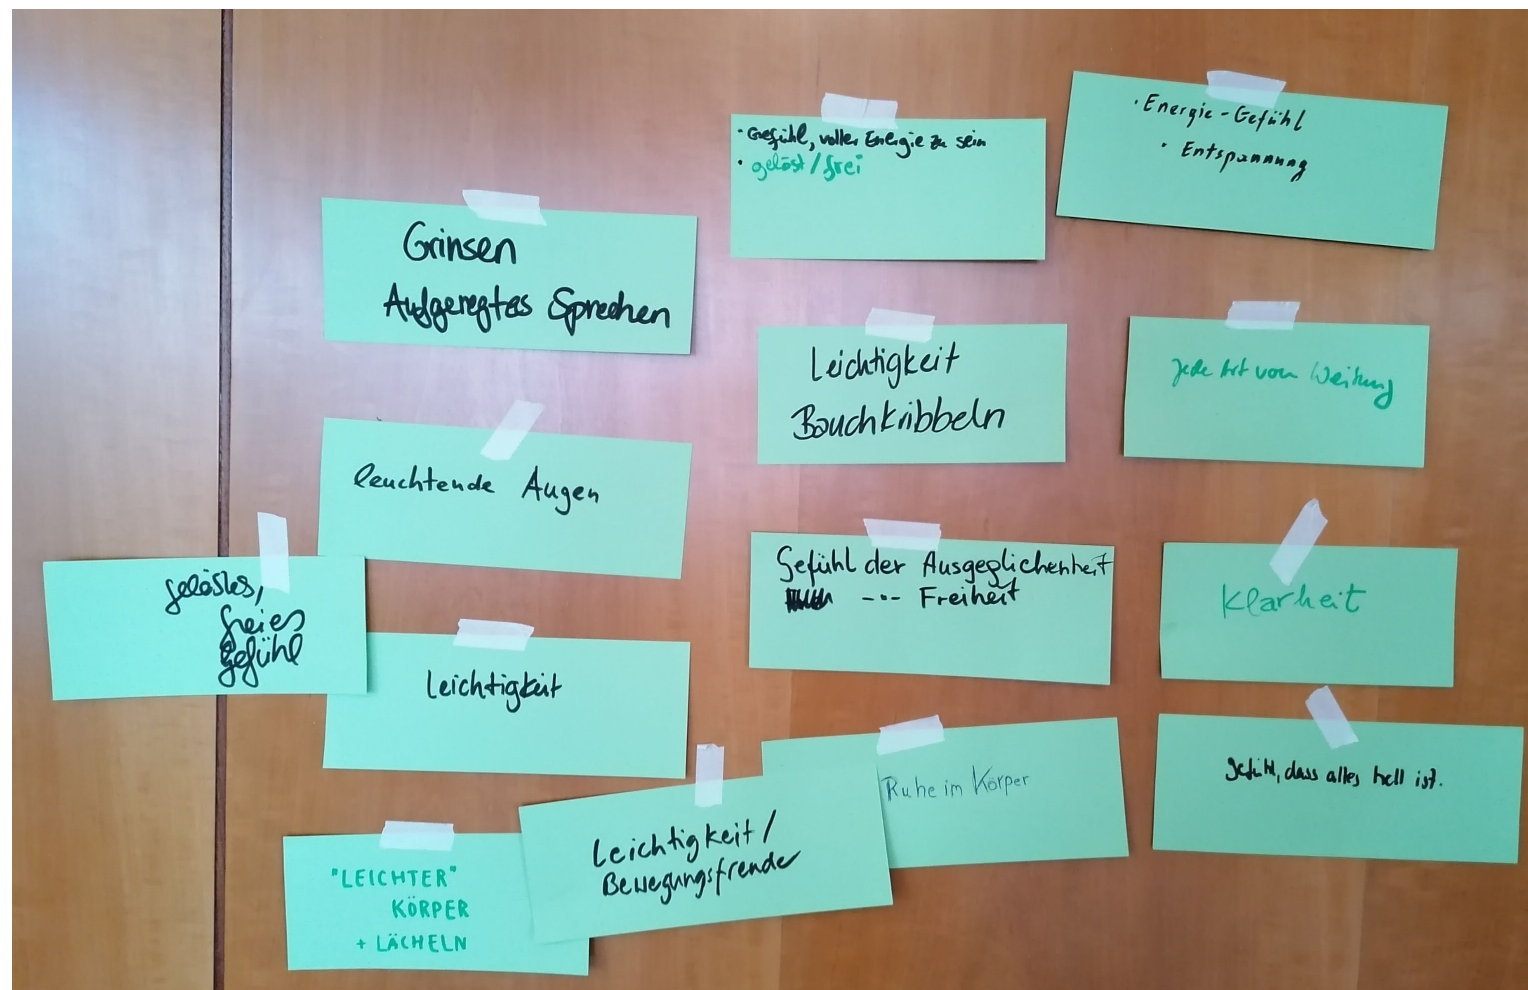 · Gefühl, voller Energie zu sein
· gelöst / frei
· Energie-Gefühl
· Entspannung
Grinsen
Aufgeregtes Sprechen
Leichtigkeit
Bauchkribbeln
jede Art von Weitung
leuchtende Augen
Gefühl der Ausgeglichenheit
-"- Freiheit
Klarheit
gelöstes,
freies
gefühl
Leichtigkeit
Ruhe im Körper
gefühl, dass alles hell ist.
Leichtigkeit /
Bewegungsfreude
"LEICHTER"
KÖRPER
+ LÄCHELN